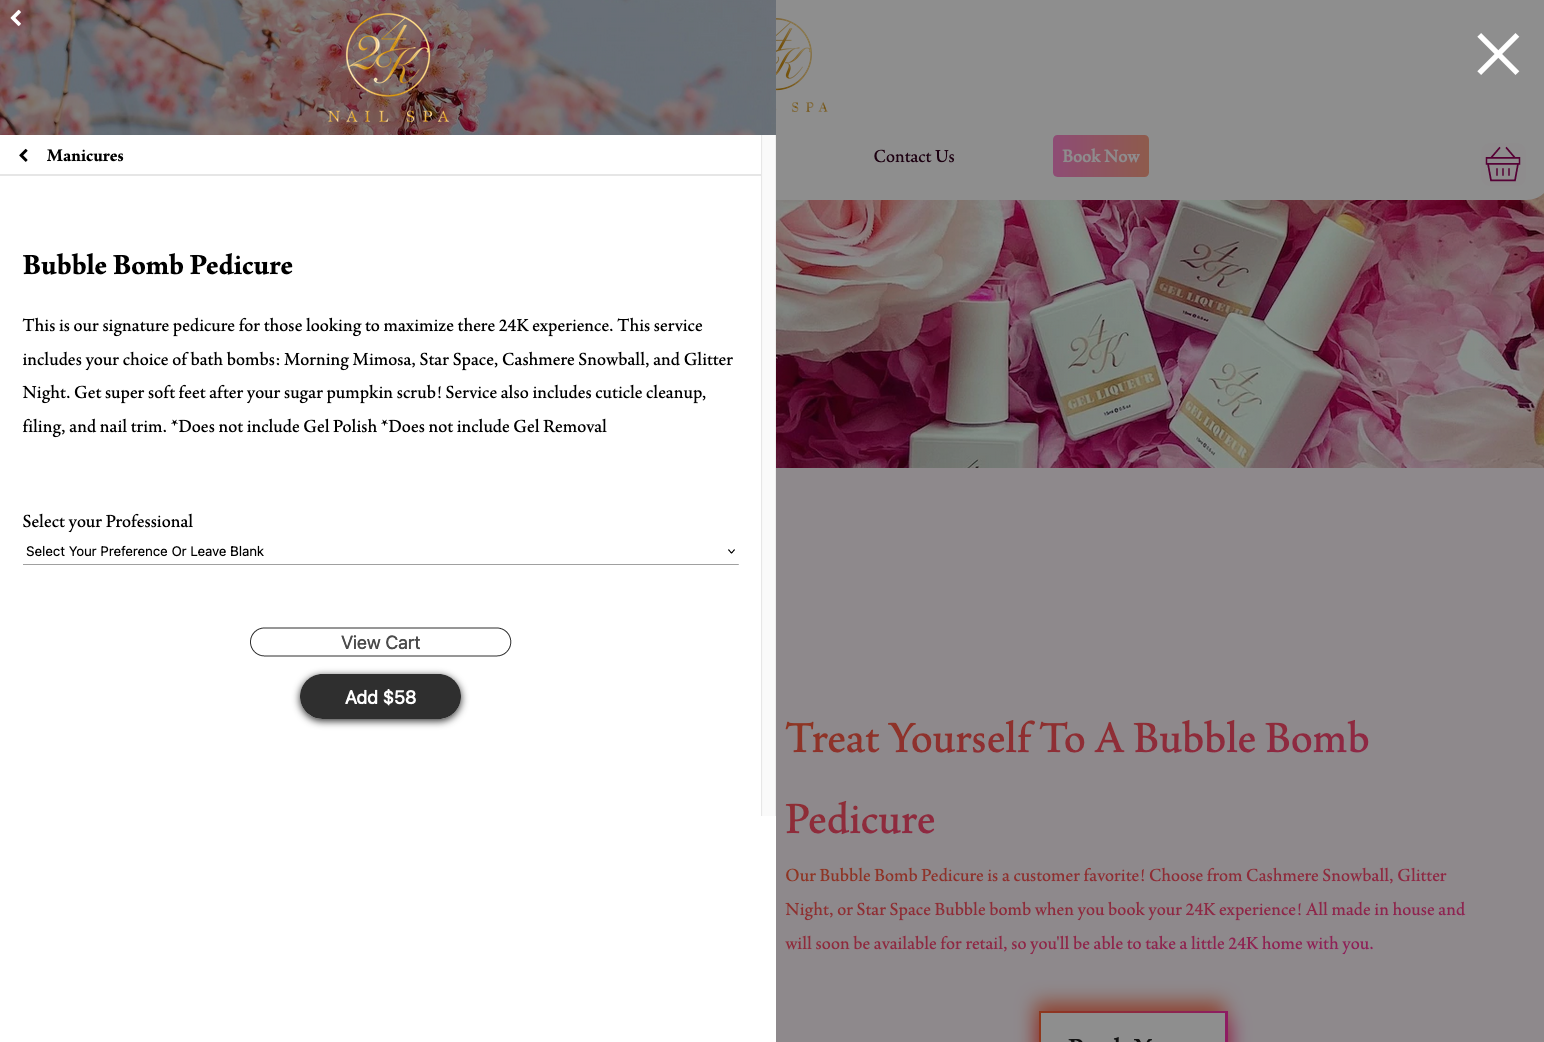 24K
NAIL SPA
Manicures
Bubble Bomb Pedicure
This is our signature pedicure for those looking to maximize there 24K experience. This service
includes your choice of bath bombs: Morning Mimosa, Star Space, Cashmere Snowball, and Glitter
Night. Get super soft feet after your sugar pumpkin scrub! Service also includes cuticle cleanup,
filing, and nail trim. *Does not include Gel Polish *Does not include Gel Removal
Select your Professional
Select Your Preference Or Leave Blank
View Cart
Add $58
4K
SPA
Contact Us
Book Now
24K
GEL LIQUEUR
24K
GEL LIQUEUR
24K
GEL LIQUEUR
Treat Yourself To A Bubble Bomb
Pedicure
Our Bubble Bomb Pedicure is a customer favorite! Choose from Cashmere Snowball, Glitter
Night, or Star Space Bubble bomb when you book your 24K experience! All made in house and
will soon be available for retail, so you'll be able to take a little 24K home with you.